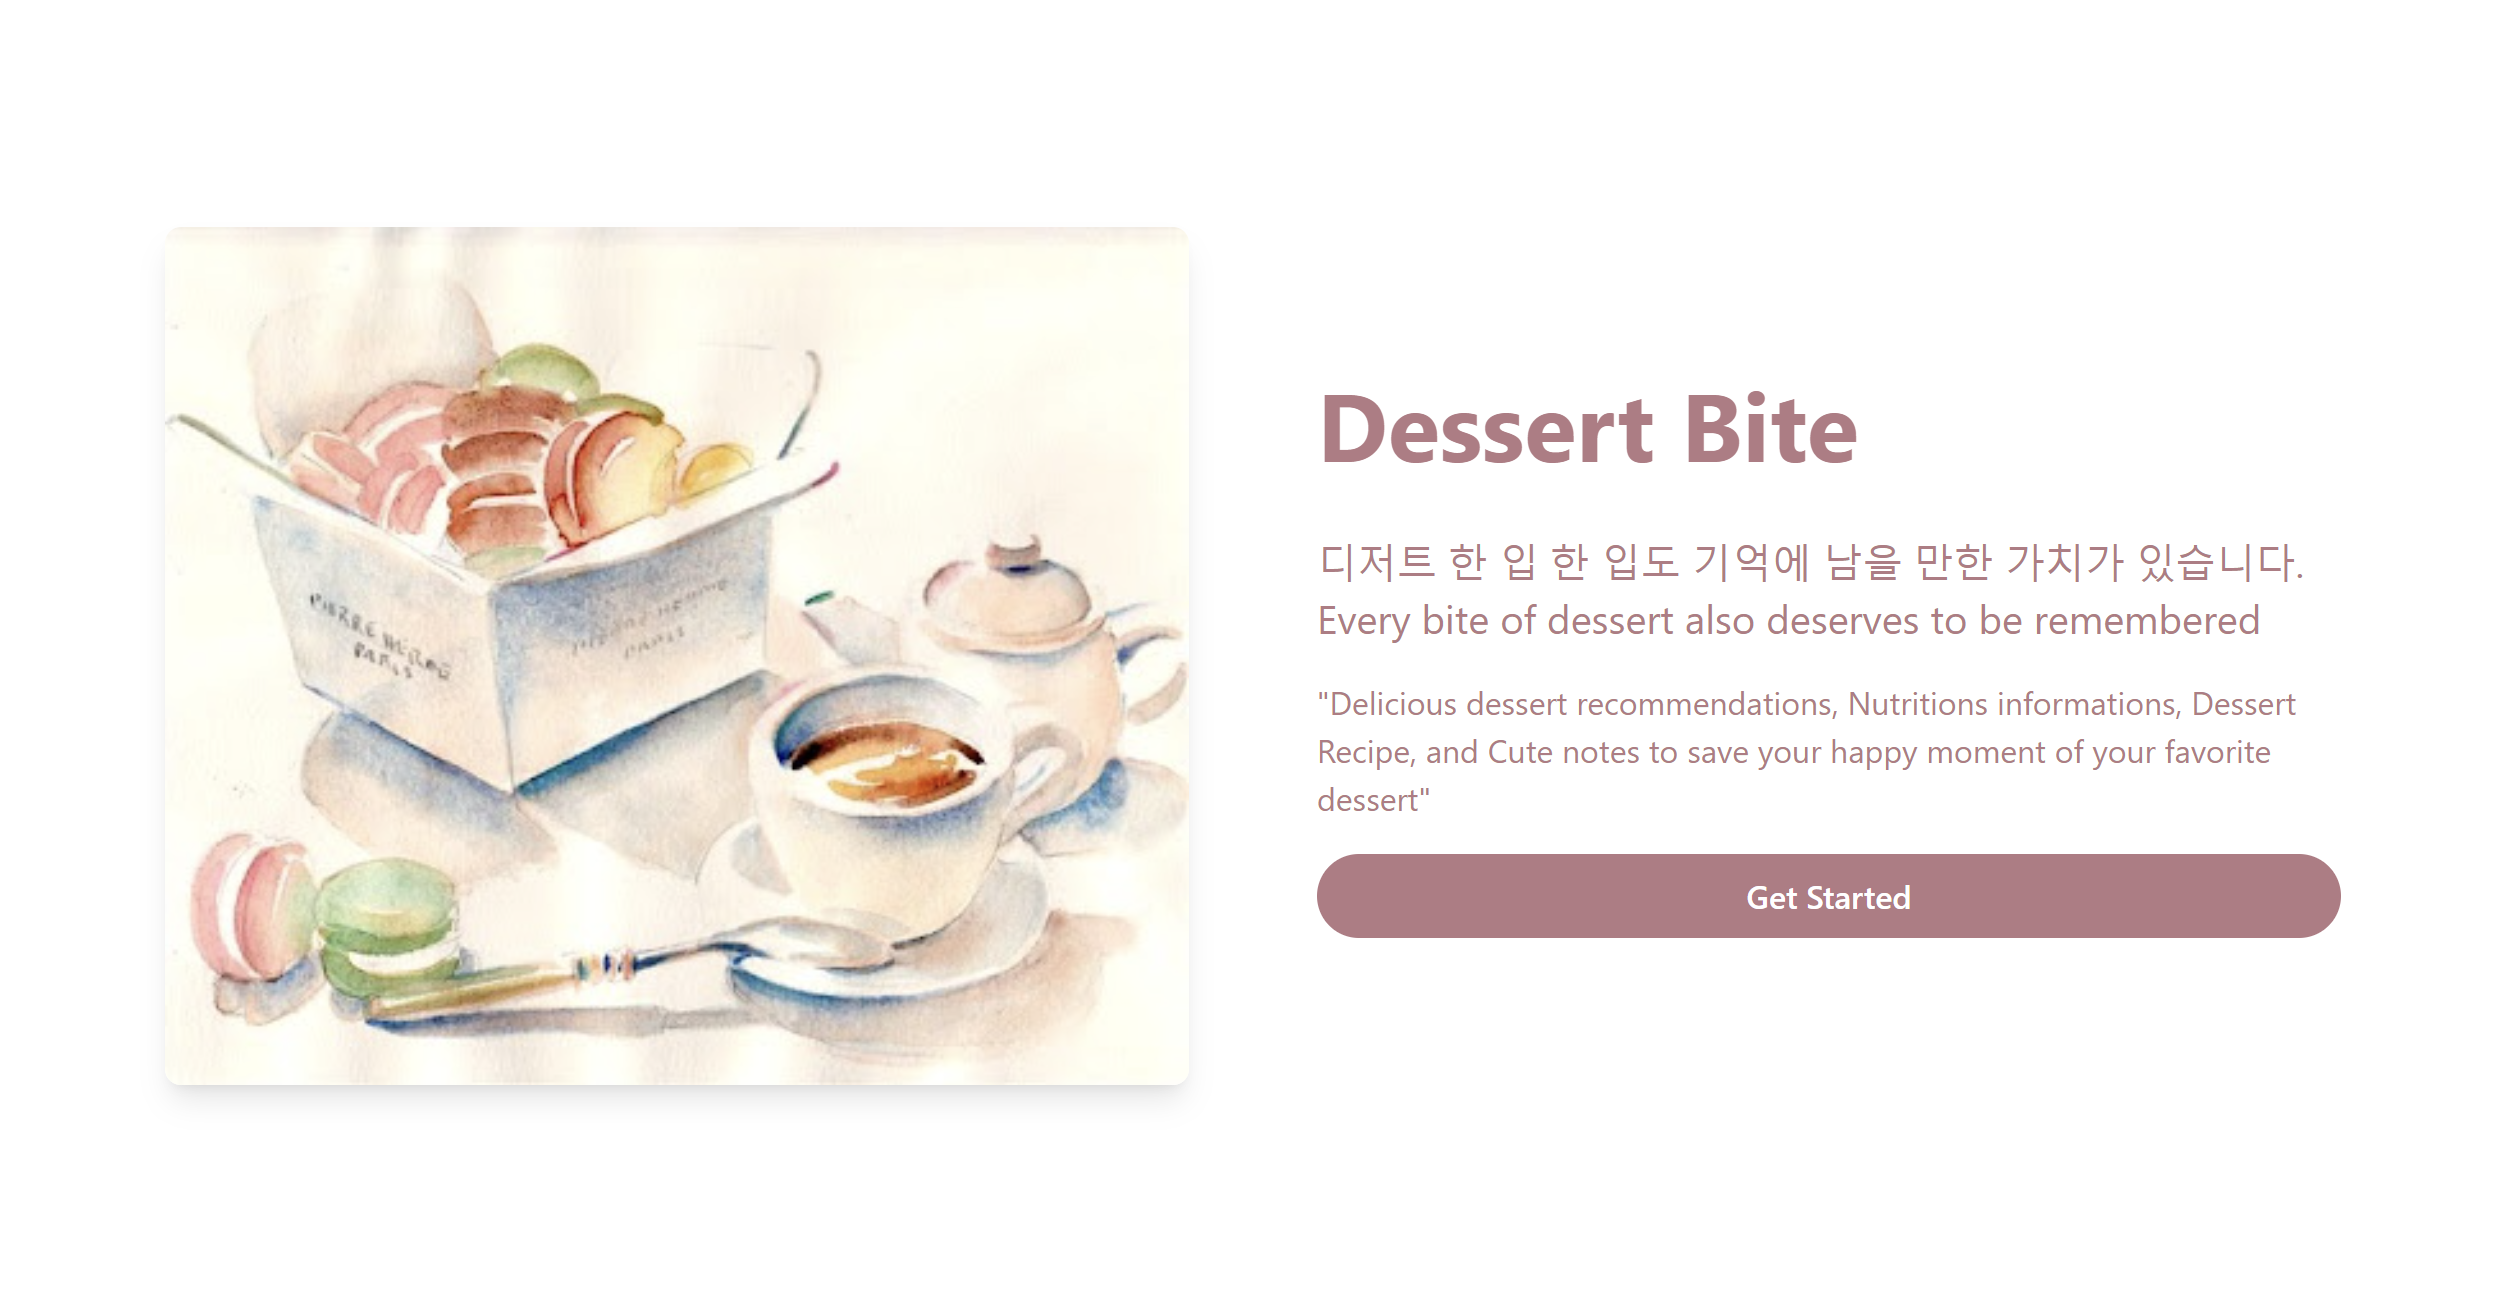 PIERRE HERME
PARIS
PIERRE HERME
PARIS
Dessert Bite
디저트 한 입 한 입도 기억에 남을 만한 가치가 있습니다.
Every bite of dessert also deserves to be remembered
"Delicious dessert recommendations, Nutritions informations, Dessert
Recipe, and Cute notes to save your happy moment of your favorite
dessert"
Get Started